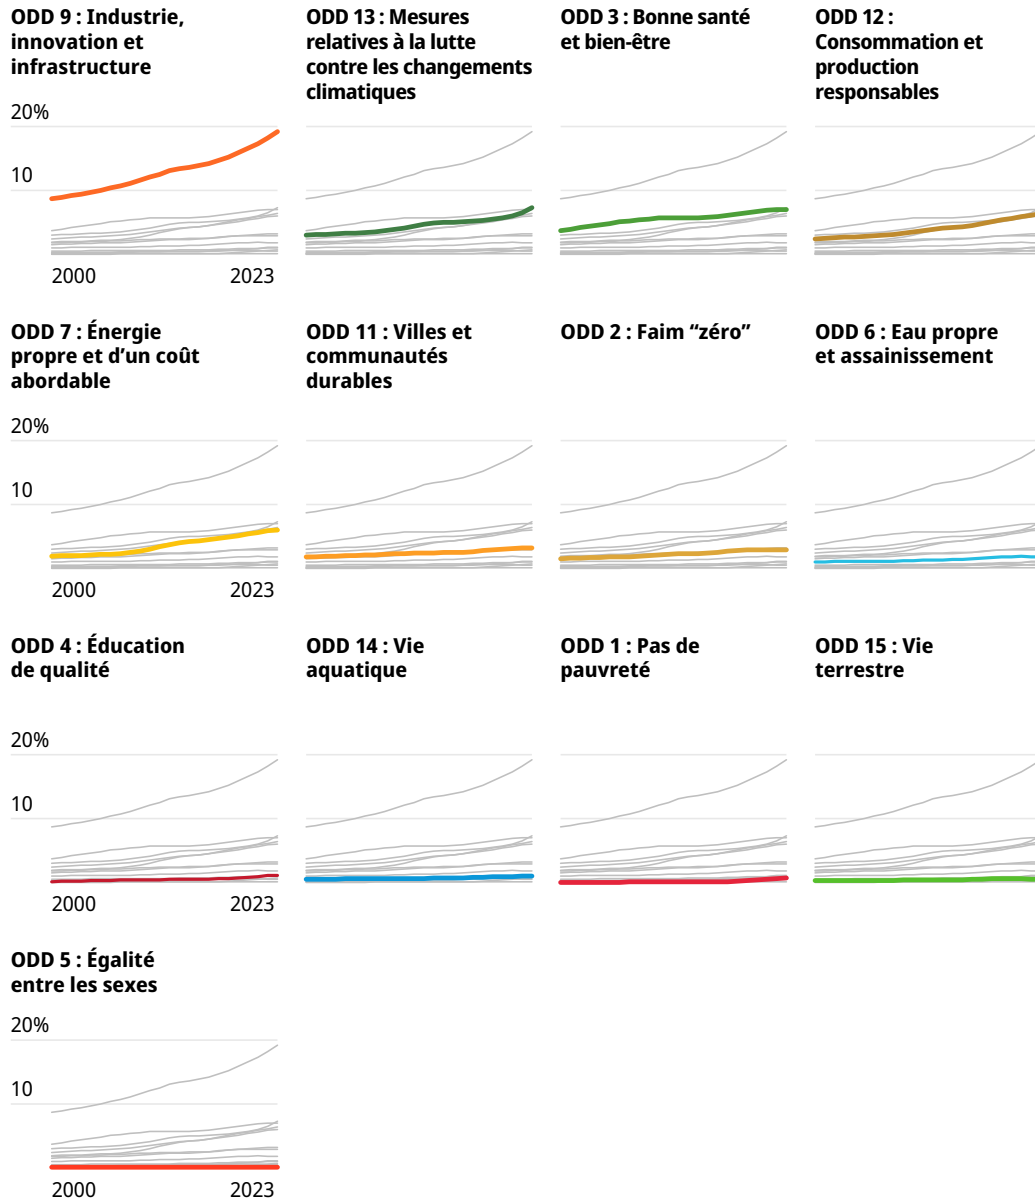 ODD 9 : Industrie,
innovation et
infrastructure
20%
10
2000
2023
ODD 13 : Mesures
relatives à la lutte
contre les changements
climatiques
ODD 3 : Bonne santé
et bien-être
ODD 12 :
Consommation et
production
responsables
ODD 7 : Énergie
propre et d’un coût
abordable
20%
10
2000
2023
ODD 11 : Villes et
communautés
durables
ODD 2 : Faim “zéro”
ODD 6 : Eau propre
et assainissement
ODD 4 : Éducation
de qualité
20%
10
2000
2023
ODD 14 : Vie
aquatique
ODD 1 : Pas de
pauvreté
ODD 15 : Vie
terrestre
ODD 5 : Égalité
entre les sexes
20%
10
2000
2023